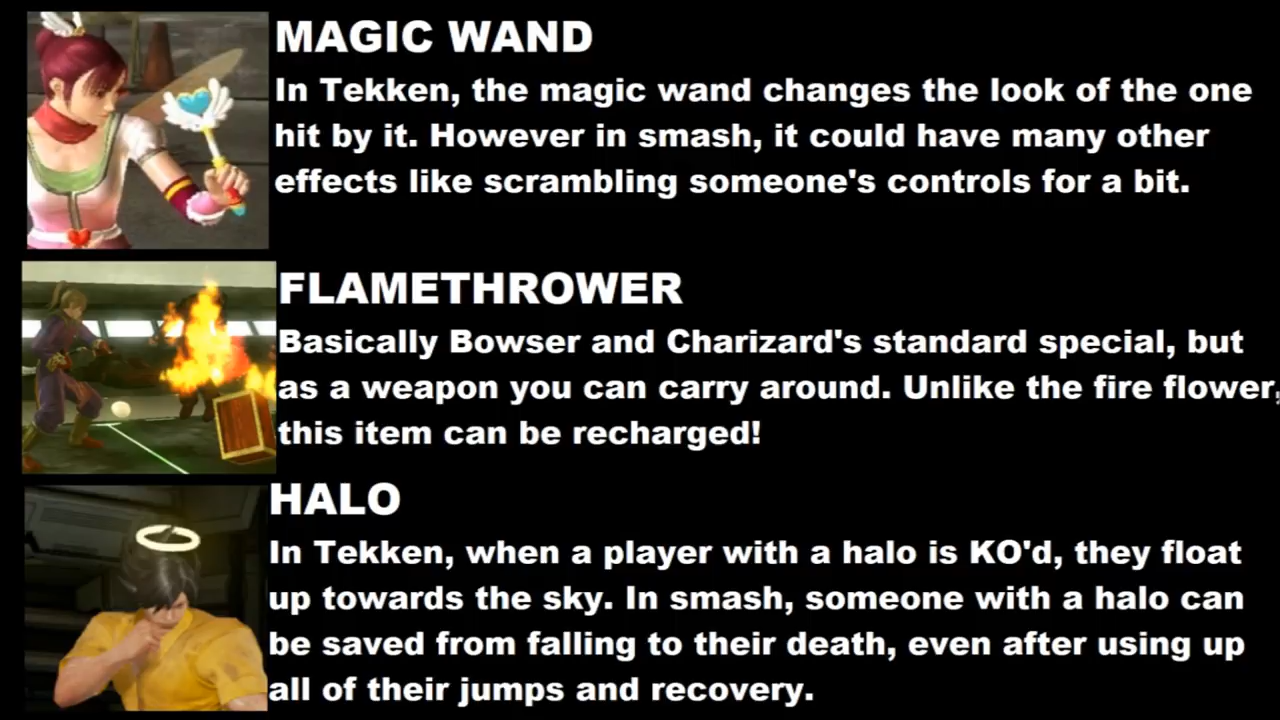 MAGIC WAND
In Tekken, the magic wand changes the look of the one
hit by it. However in smash, it could have many other
effects like scrambling someone's controls for a bit.
FLAMETHROWER
Basically Bowser and Charizard's standard special, but
as a weapon you can carry around. Unlike the fire flower,
this item can be recharged!
HALO
In Tekken, when a player with a halo is KO'd, they float
up towards the sky. In smash, someone with a halo can
be saved from falling to their death, even after using up
all of their jumps and recovery.